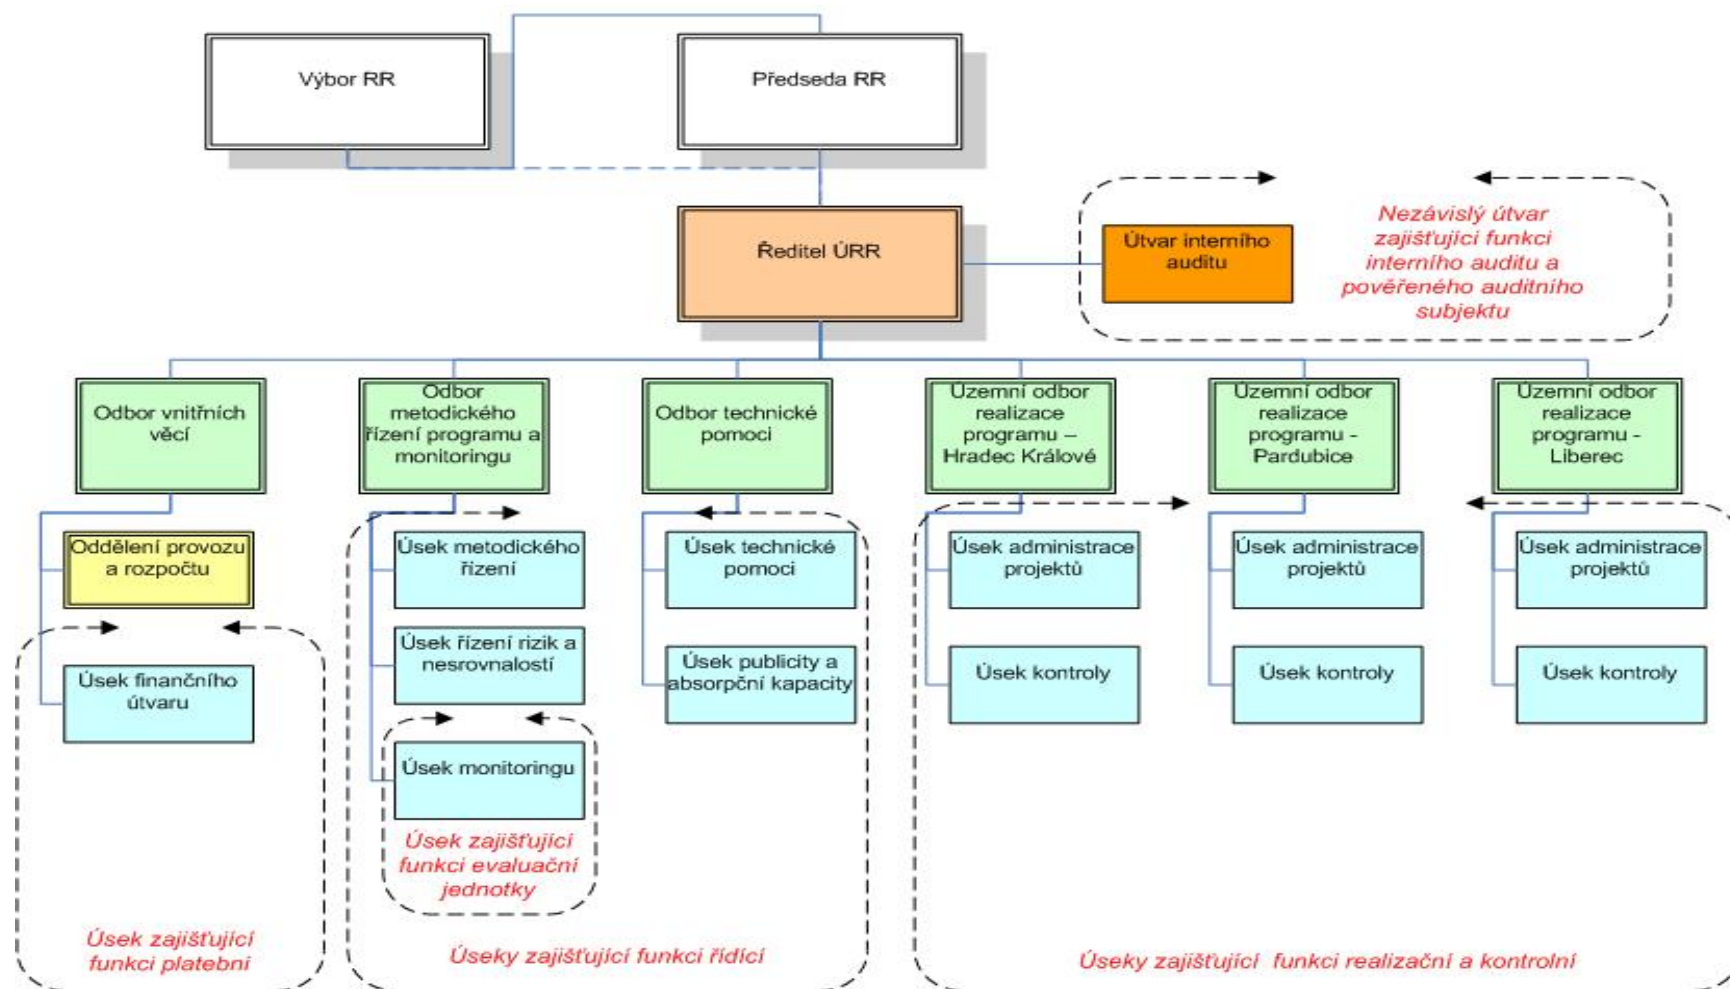 Výbor RR
Předseda RR
Ředitel ÚRR
Útvar interního
auditu
Nezávislý útvar
zajišťující funkci
interního auditu a
pověřeného auditního
subjektu
Odbor vnitřních
věcí
Odbor
metodického
řízení programu a
monitoringu
Odbor technické
pomoci
Územní odbor
realizace
programu –
Hradec Králové
Územní odbor
realizace
programu -
Pardubice
Územní odbor
realizace
programu -
Liberec
Oddělení provozu
a rozpočtu
Úsek finančního
útvaru
Úsek metodického
řízení
Úsek řízení rizik a
nesrovnalostí
Úsek monitoringu
Úsek technické
pomoci
Úsek publicity a
absorpční kapacity
Úsek administrace
projektů
Úsek kontroly
Úsek administrace
projektů
Úsek kontroly
Úsek administrace
projektů
Úsek kontroly
Úsek zajišťující
funkci evaluační
jednotky
Úsek zajišťující
funkci platební
Úseky zajišťující funkci řídící
Úseky zajišťující funkci realizační a kontrolní